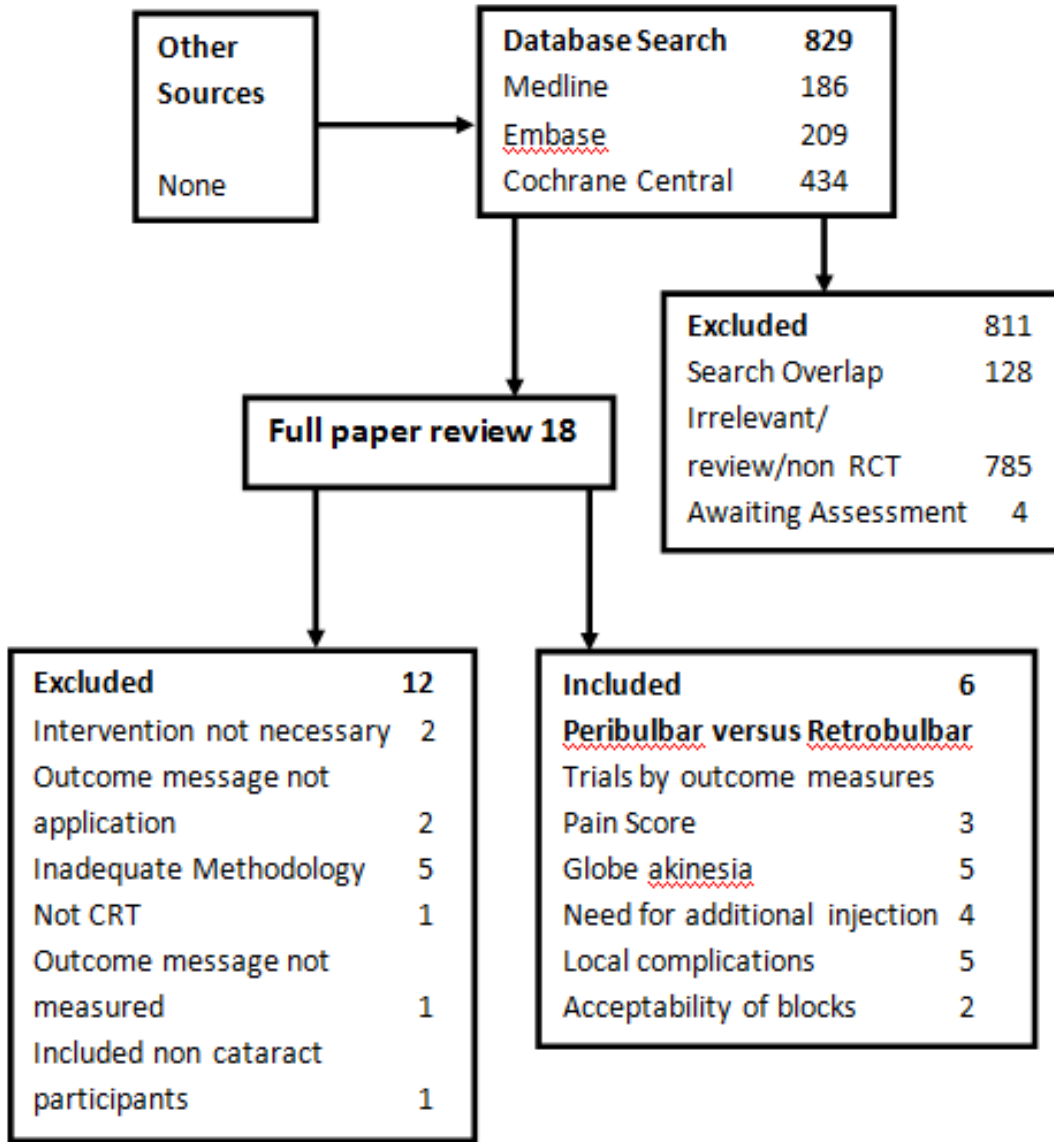 Other
Sources
None
Database Search 829
Medline 186
Embase 209
Cochrane Central 434
Excluded 811
Search Overlap 128
Irrelevant/
review/non RCT 785
Awaiting Assessment 4
Full paper review 18
Excluded 12
Intervention not necessary 2
Outcome message not
application 2
Inadequate Methodology 5
Not CRT 1
Outcome message not
measured 1
Included non cataract
participants 1
Included 6
Peribulbar versus Retrobulbar
Trials by outcome measures
Pain Score 3
Globe akinesia 5
Need for additional injection 4
Local complications 5
Acceptability of blocks 2